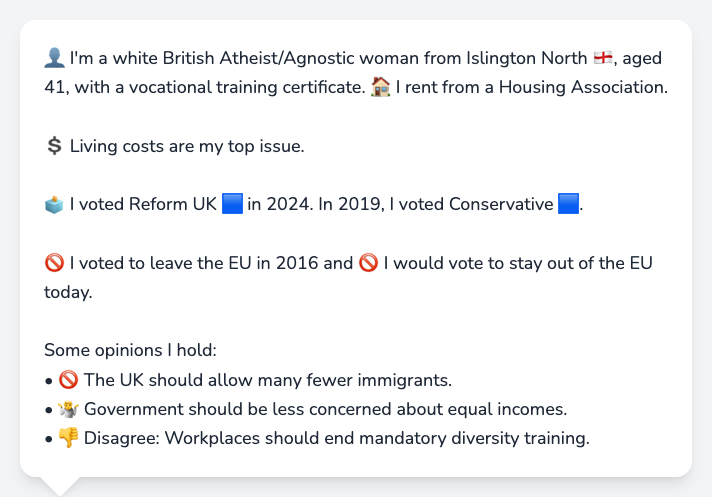 👤 I'm a white British Atheist/Agnostic woman from Islington North 🏴󠁧󠁢󠁥󠁮󠁧󠁿, aged
41, with a vocational training certificate. 🏠 I rent from a Housing Association.
💲 Living costs are my top issue.
🗳️ I voted Reform UK 🟦 in 2024. In 2019, I voted Conservative 🟦.
🚫 I voted to leave the EU in 2016 and 🚫 I would vote to stay out of the EU
today.
Some opinions I hold:
• 🚫 The UK should allow many fewer immigrants.
• 🤷 Government should be less concerned about equal incomes.
• 👎 Disagree: Workplaces should end mandatory diversity training.